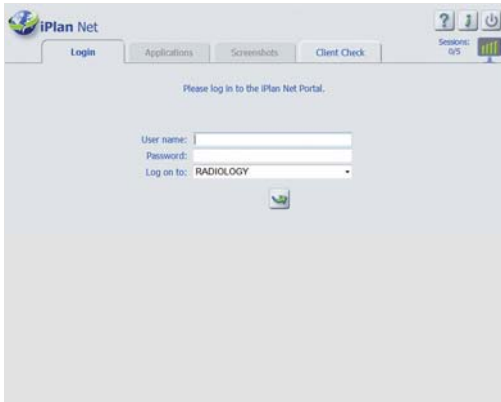 iPlan Net
Login
Applications
Screenshots
Client Check
Sessions:
0/5
Please log in to the iPlan Net Portal.
User name:
Password:
Log on to: RADIOLOGY